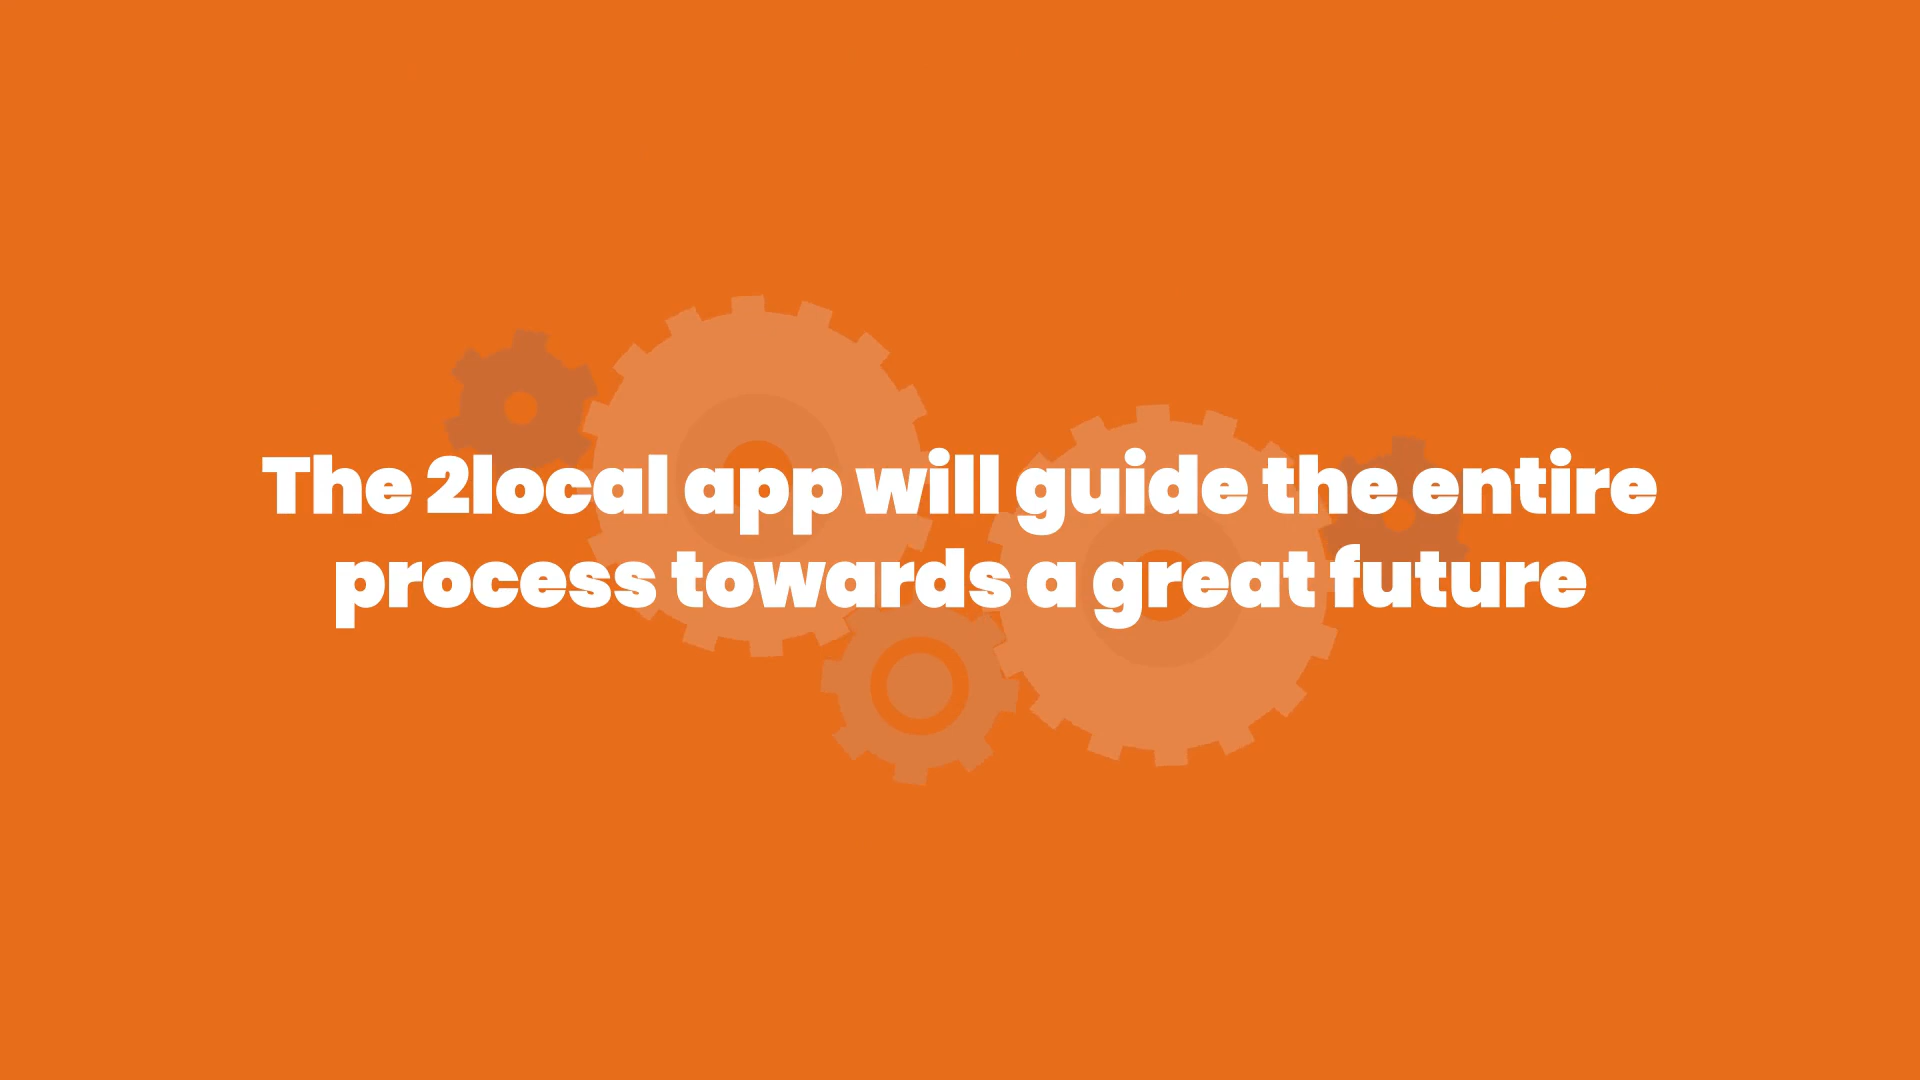 The 2local app will guide the entire
process towards a great future